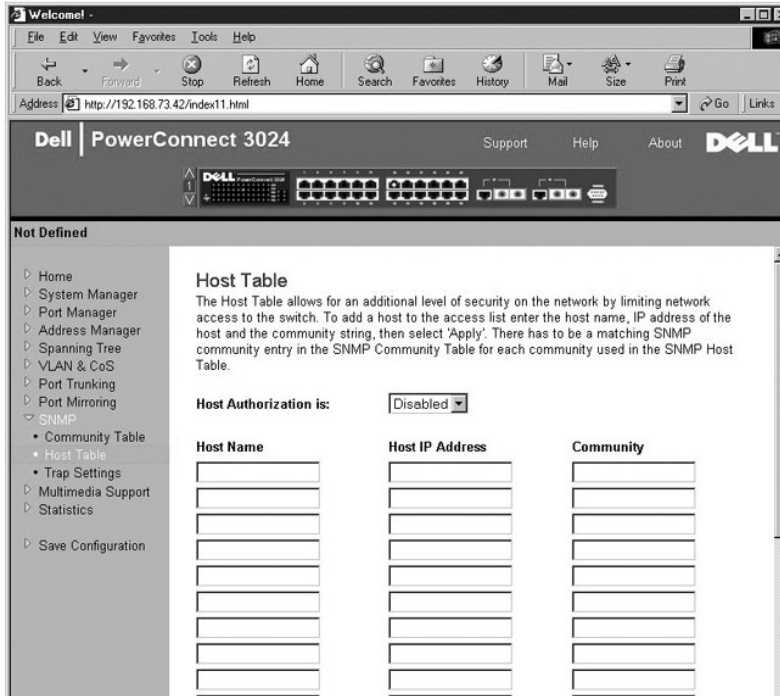 Welcome! -
File Edit View Favorites Tools Help
Back Forward Stop Refresh Home Search Favorites History Mail Size Print
Address http://192.168.73.42/index11.html Go Links
Dell PowerConnect 3024 Support Help About DELL
1
DELL
Not Defined
Home
System Manager
Port Manager
Address Manager
Spanning Tree
VLAN & CoS
Port Trunking
Port Mirroring
SNMP
• Community Table
• Host Table
• Trap Settings
Multimedia Support
Statistics
Save Configuration
Host Table
The Host Table allows for an additional level of security on the network by limiting network
access to the switch. To add a host to the access list enter the host name, IP address of the
host and the community string, then select 'Apply'. There has to be a matching SNMP
community entry in the SNMP Community Table for each community used in the SNMP Host
Table.
Host Authorization is: Disabled
Host Name Host IP Address Community